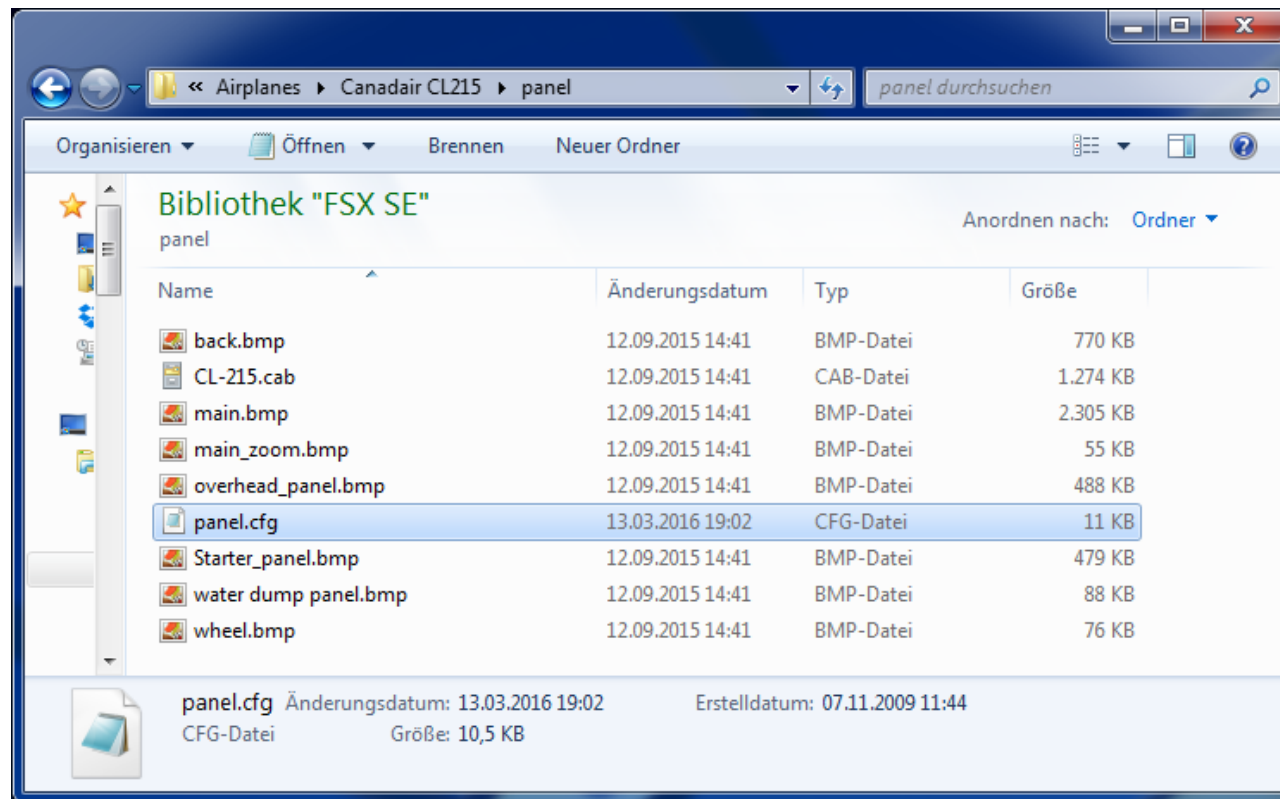 « Airplanes ▸ Canadair CL215 ▸ panel
panel durchsuchen
Organisieren Öffnen Brennen Neuer Ordner
Bibliothek "FSX SE"
panel
Anordnen nach: Ordner
Name Änderungsdatum Typ Größe
back.bmp 12.09.2015 14:41 BMP-Datei 770 KB
CL-215.cab 12.09.2015 14:41 CAB-Datei 1.274 KB
main.bmp 12.09.2015 14:41 BMP-Datei 2.305 KB
main_zoom.bmp 12.09.2015 14:41 BMP-Datei 55 KB
overhead_panel.bmp 12.09.2015 14:41 BMP-Datei 488 KB
panel.cfg 13.03.2016 19:02 CFG-Datei 11 KB
Starter_panel.bmp 12.09.2015 14:41 BMP-Datei 479 KB
water dump panel.bmp 12.09.2015 14:41 BMP-Datei 88 KB
wheel.bmp 12.09.2015 14:41 BMP-Datei 76 KB
panel.cfg Änderungsdatum: 13.03.2016 19:02 Erstelldatum: 07.11.2009 11:44
CFG-Datei Größe: 10,5 KB